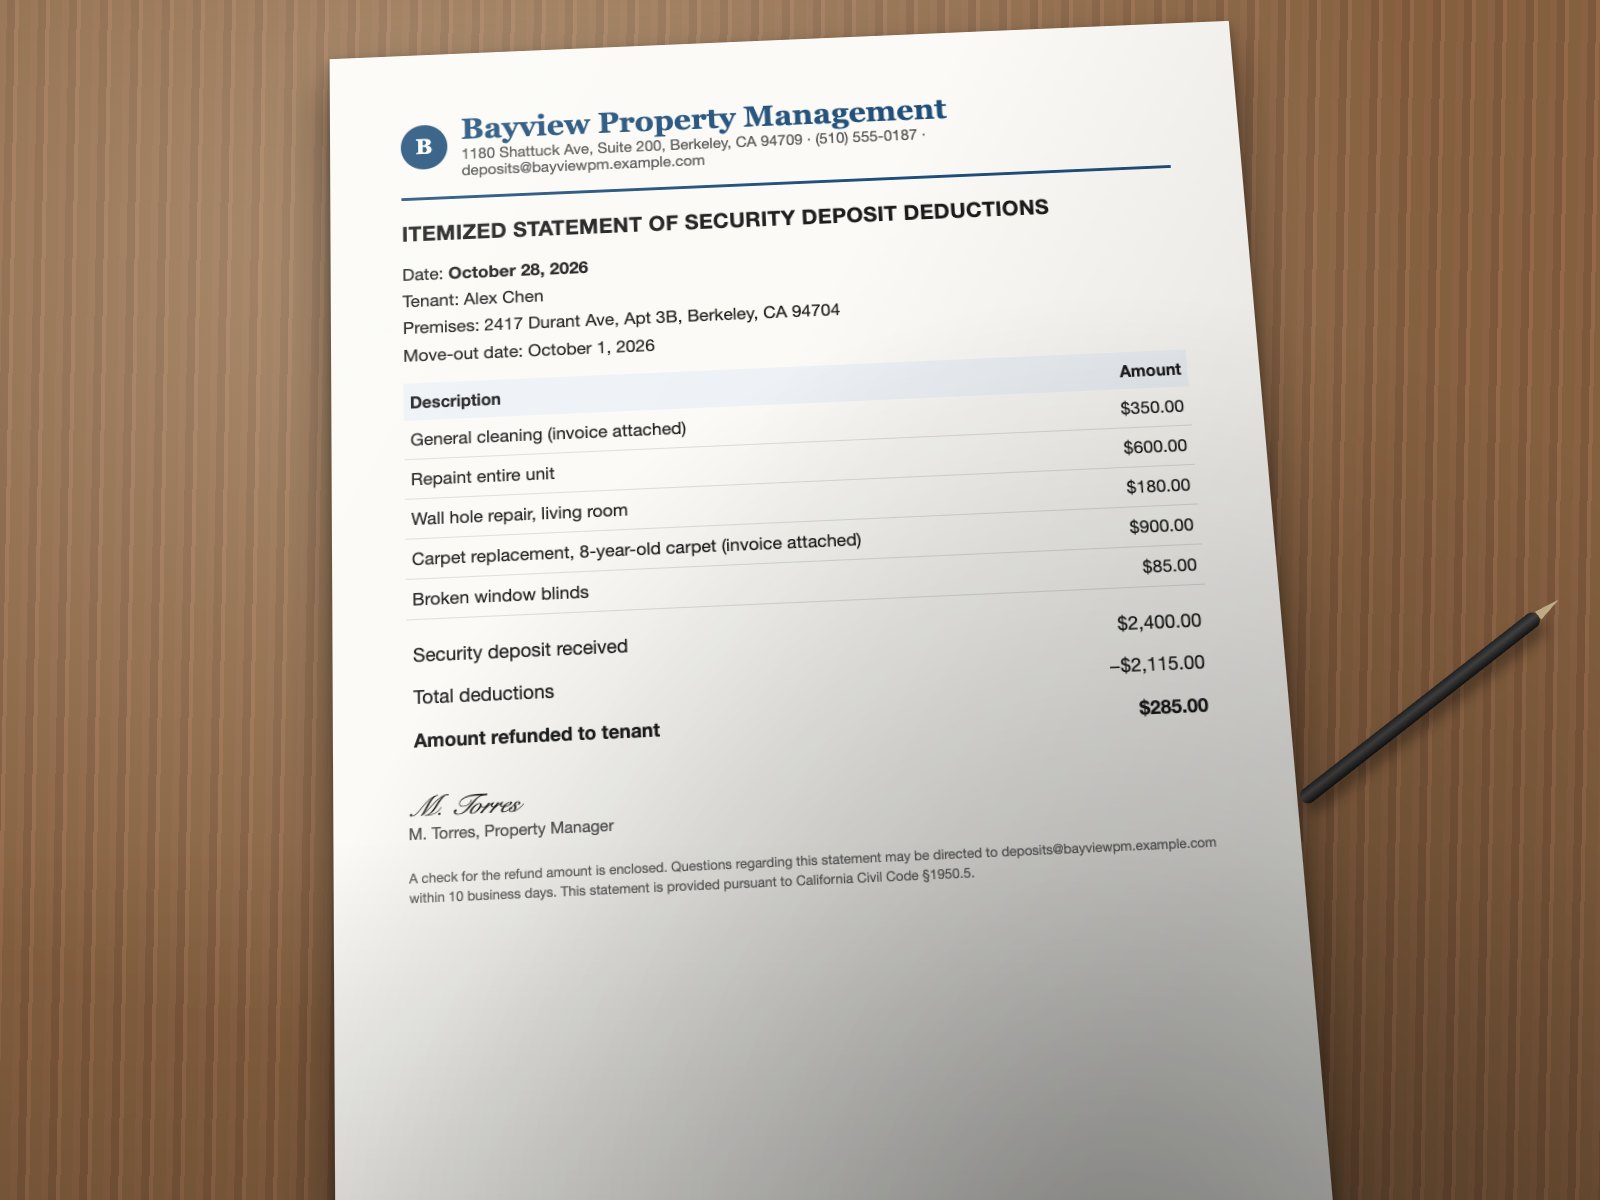 B
Bayview Property Management
1180 Shattuck Ave, Suite 200, Berkeley, CA 94709 · (510) 555-0187 ·
deposits@bayviewpm.example.com
ITEMIZED STATEMENT OF SECURITY DEPOSIT DEDUCTIONS
Date: October 28, 2026
Tenant: Alex Chen
Premises: 2417 Durant Ave, Apt 3B, Berkeley, CA 94704
Move-out date: October 1, 2026
Description Amount
General cleaning (invoice attached) $350.00
Repaint entire unit $600.00
Wall hole repair, living room $180.00
Carpet replacement, 8-year-old carpet (invoice attached) $900.00
Broken window blinds $85.00
Security deposit received $2,400.00
Total deductions –$2,115.00
Amount refunded to tenant $285.00
M. Torres
M. Torres, Property Manager
A check for the refund amount is enclosed. Questions regarding this statement may be directed to deposits@bayviewpm.example.com
within 10 business days. This statement is provided pursuant to California Civil Code §1950.5.